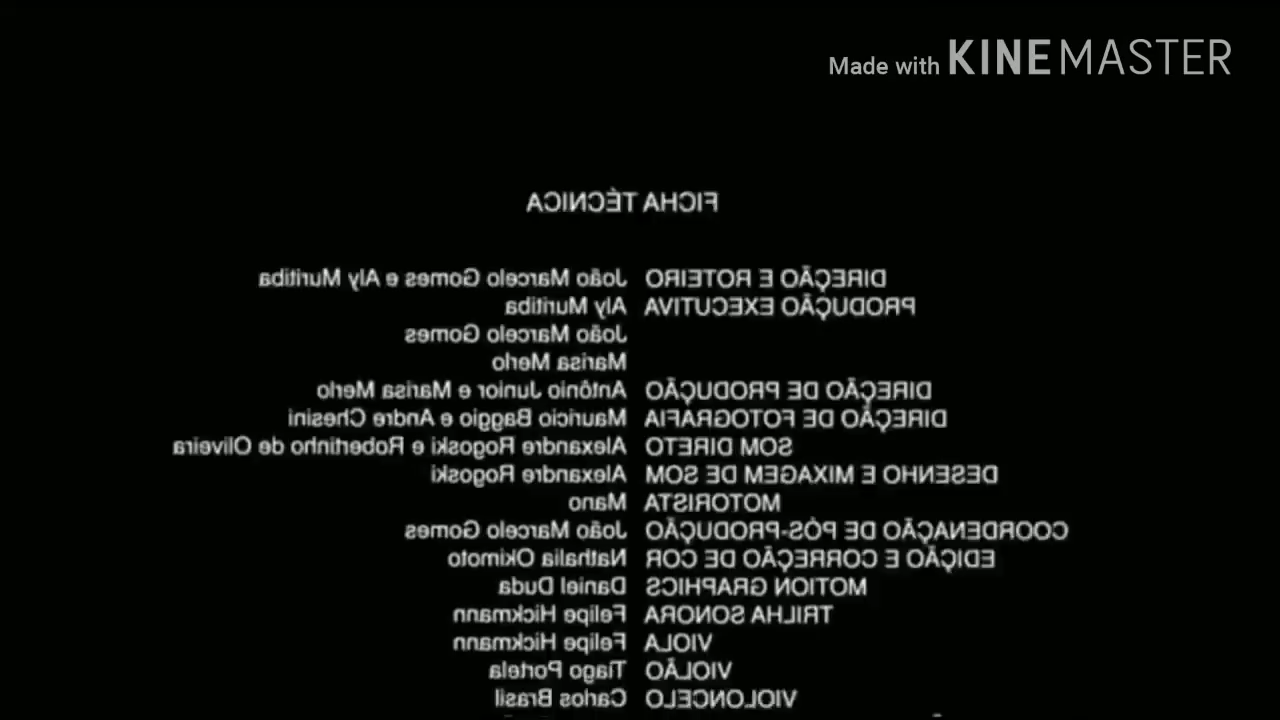 Made with KINEMASTER
FICHA TÉCNICA
DIREÇÃO E ROTEIRO João Marcelo Gomes e Aly Muritiba
PRODUÇÃO EXECUTIVA Aly Muritiba
João Marcelo Gomes
Marisa Merlo
DIREÇÃO DE PRODUÇÃO Antônio Junior e Marisa Merlo
DIREÇÃO DE FOTOGRAFIA Mauricio Baggio e Andre Chesini
SOM DIRETO Alexandre Rogoski e Robertinho de Oliveira
DESENHO E MIXAGEM DE SOM Alexandre Rogoski
MOTORISTA Mano
COORDENAÇÃO DE PÓS-PRODUÇÃO João Marcelo Gomes
EDIÇÃO E CORREÇÃO DE COR Nathalia Okimoto
MOTION GRAPHICS Daniel Duda
TRILHA SONORA Felipe Hickmann
VIOLA Felipe Hickmann
VIOLÃO Tiago Portela
VIOLONCELO Carlos Brasil